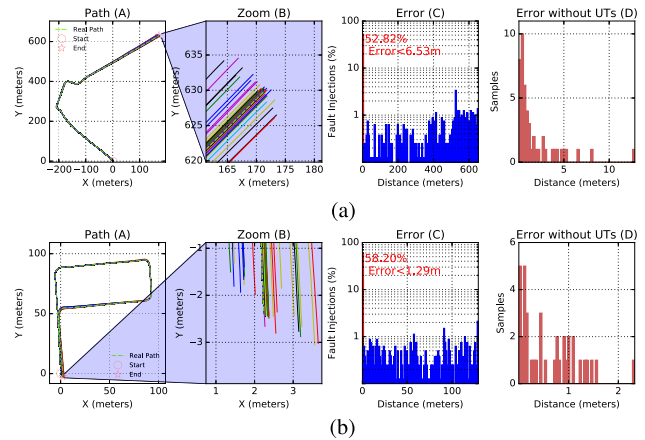 Path (A)
Zoom (B)
Error (C)
Error without UTs (D)
Real Path
Start
End
Y (meters)
600
400
200
0
−200 −100 0 100
X (meters)
Y (meters)
635
630
625
620
165 170 175 180
X (meters)
Fault Injections (%)
100
10
1
52.82%
Error<6.53m
0 200 400 600
Distance (meters)
Samples
10
5
0
5 10
Distance (meters)
(a)
Path (A)
Zoom (B)
Error (C)
Error without UTs (D)
Y (meters)
100
50
0
Real Path
Start
End
0 50 100
X (meters)
Y (meters)
−1
−2
−3
1 2 3
X (meters)
Fault Injections (%)
100
10
1
58.20%
Error<1.29m
0 50 100
Distance (meters)
Samples
6
4
2
0
1 2
Distance (meters)
(b)